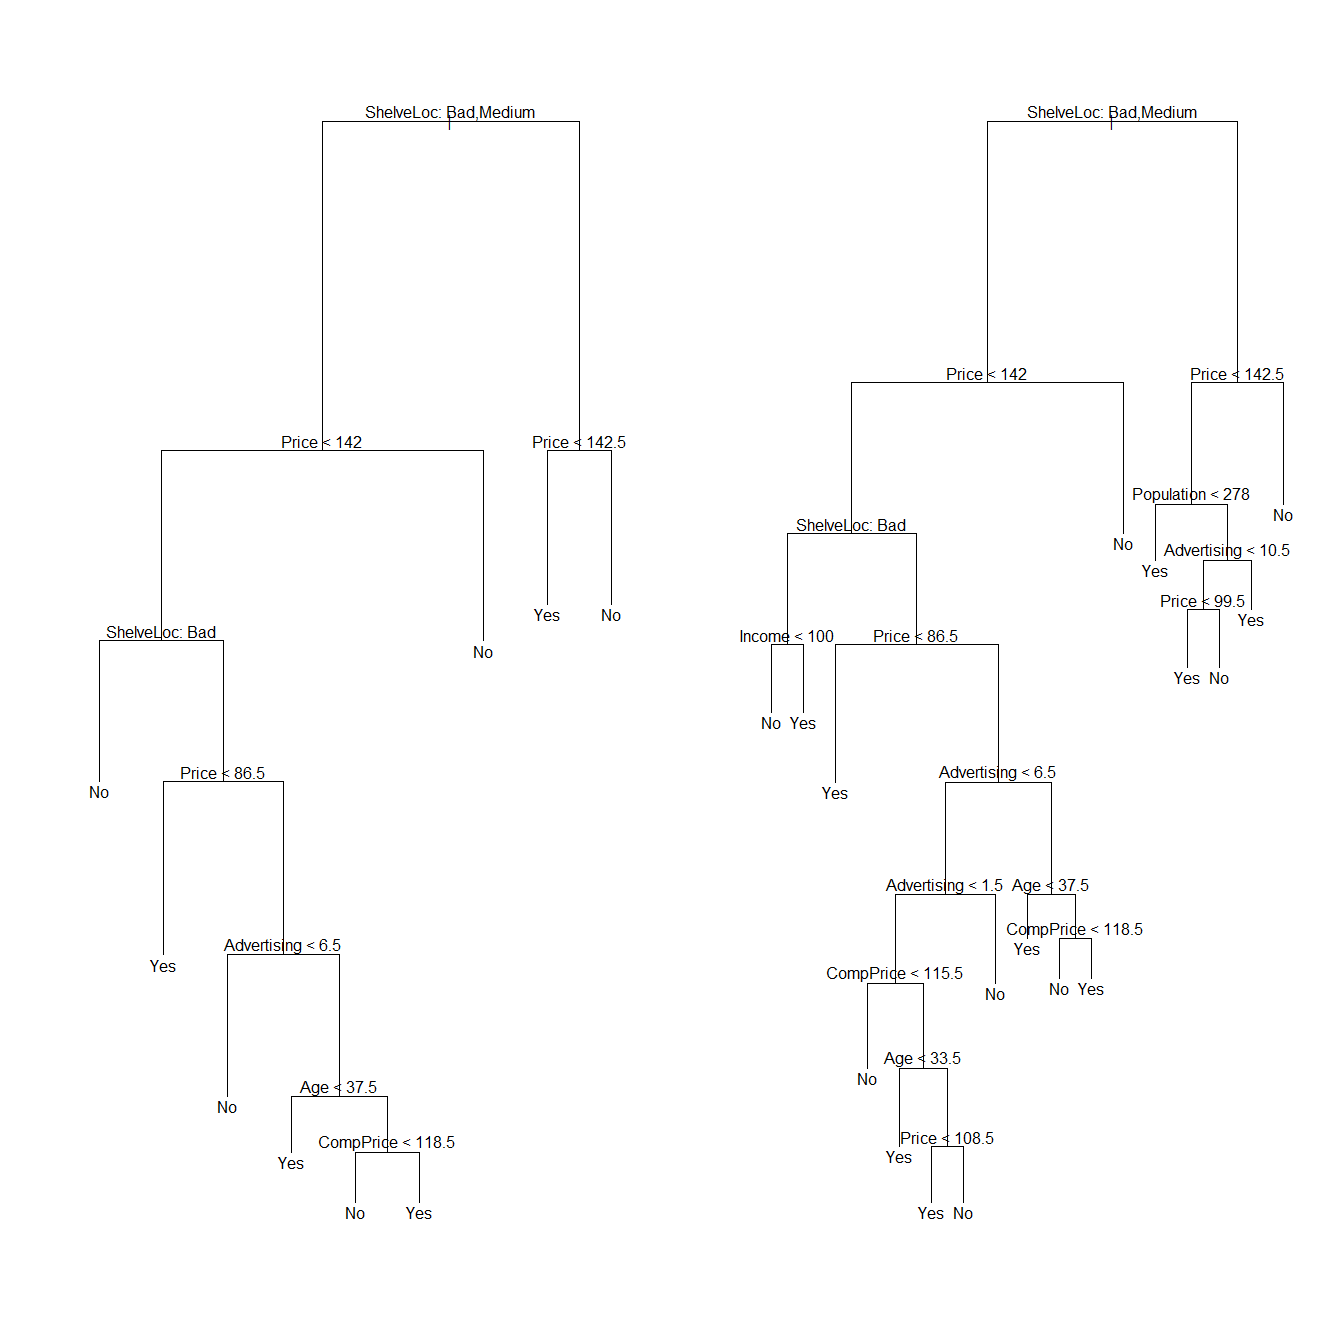 ShelveLoc: Bad,Medium
Price < 142
Price < 142.5
Yes
No
ShelveLoc: Bad
No
No
Price < 86.5
Yes
Advertising < 6.5
No
Age < 37.5
Yes
CompPrice < 118.5
No
Yes
ShelveLoc: Bad,Medium
Price < 142
Price < 142.5
Population < 278
No
ShelveLoc: Bad
No
Advertising < 10.5
Yes
Price < 99.5
Yes
Income < 100
Price < 86.5
Yes
No
No
Yes
Yes
Advertising < 6.5
Advertising < 1.5
Age < 37.5
CompPrice < 118.5
Yes
CompPrice < 115.5
No
No
Yes
Age < 33.5
No
Price < 108.5
Yes
Yes
No